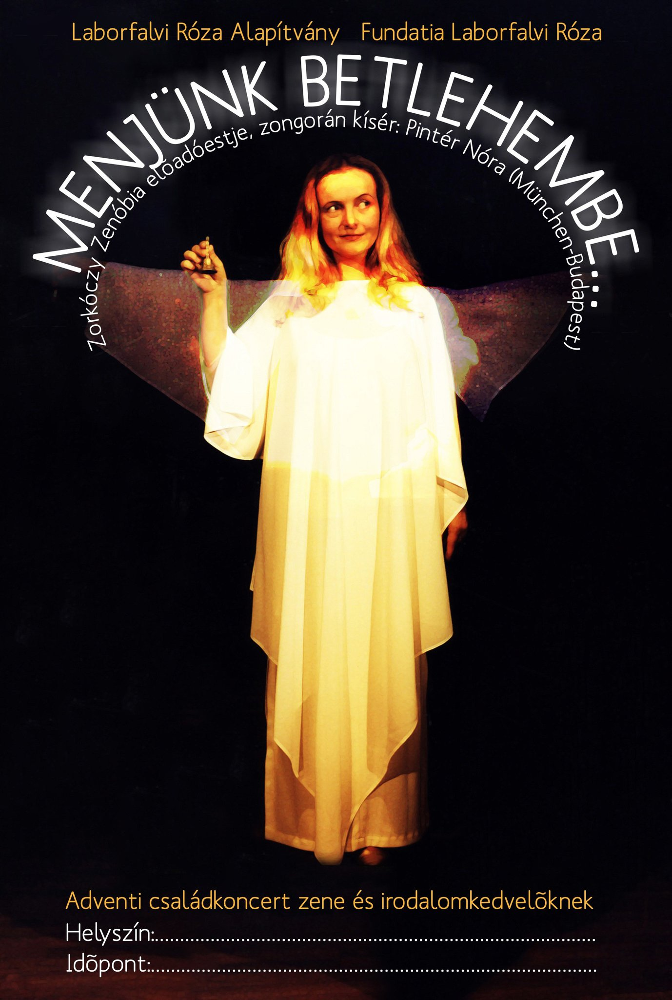 Laborfalvi Róza Alapítvány Fundatia Laborfalvi Róza
MENJÜNK BETLEHEMBE...
Zorkóczy Zenóbia elõadóestje, zongorán kísér: Pintér Nóra (München-Budapest)
Adventi családkoncert zene és irodalomkedvelõknek
Helyszín:....................................................................................
Idõpont:.....................................................................................